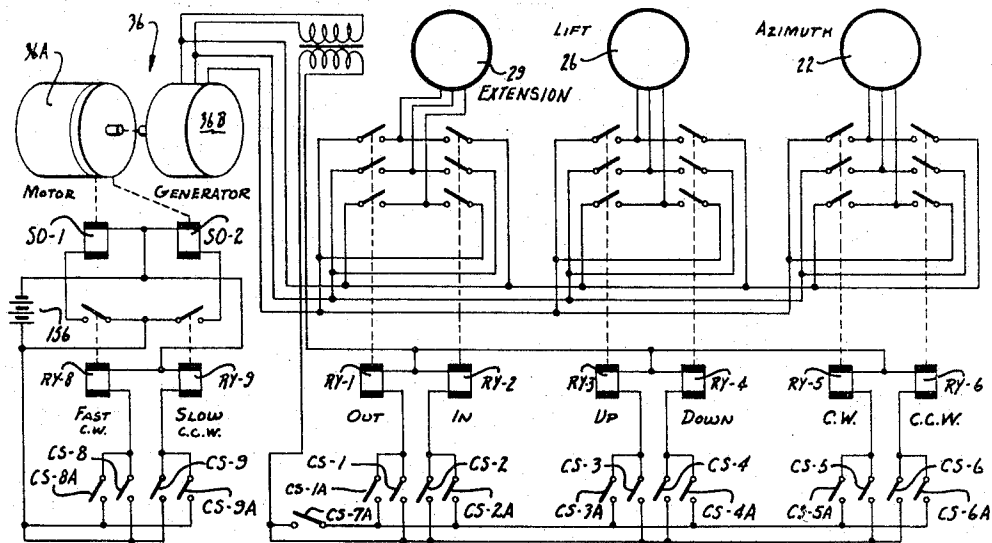 36
36A
36B
MOTOR
GENERATOR
29
EXTENSION
LIFT
26
AZIMUTH
22
SO-1
SO-2
156
RY-8
RY-9
RY-1
RY-2
RY-3
RY-4
RY-5
RY-6
FAST
C.W.
SLOW
C.C.W.
OUT
IN
UP
DOWN
C.W.
C.C.W.
CS-8
CS-8A
CS-9
CS-9A
CS-1
CS-1A
CS-7A
CS-2
CS-2A
CS-3
CS-3A
CS-4
CS-4A
CS-5
CS-5A
CS-6
CS-6A